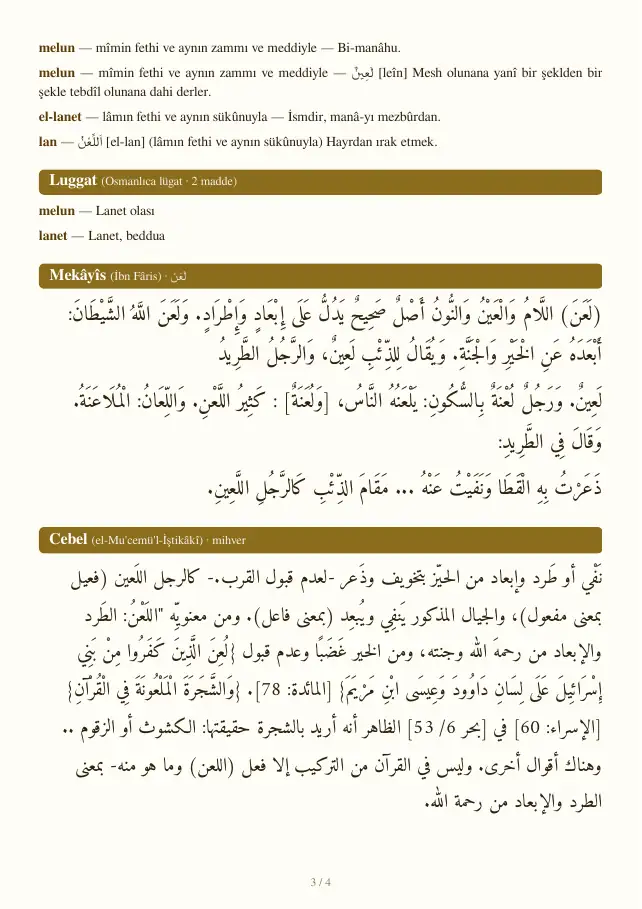 melun — mîmin fethi ve aynın zammı ve meddiyle — Bi-manâhu.
melun — mîmin fethi ve aynın zammı ve meddiyle — لَعِينٌ [leîn] Mesh olunana yanî bir şeklden bir
şekle tebdîl olunana dahi derler.
el-lanet — lâmın fethi ve aynın sükûnuyla — İsmdir, manâ-yı mezbûrdan.
lan — اَللَّعْنُ [el-lan] (lâmın fethi ve aynın sükûnuyla) Hayrdan ırak etmek.
Luggat (Osmanlıca lügat · 2 madde)
melun — Lanet olası
lanet — Lanet, beddua
Mekâyîs (İbn Fâris) · لَعَنَ
(لَعَنَ) اللَّامُ وَالْعَيْنُ وَالنُّونُ أَصْلٌ صَحِيحٌ يَدُلُّ عَلَى إِبْعَادٍ وَإِطْرَادٍ. وَلَعَنَ اللَّهُ الشَّيْطَانَ:
أَبْعَدَهُ عَنِ الْخَيْرِ وَالْجَنَّةِ. وَيُقَالُ لِلذِّئْبِ لَعِينٌ، وَالرَّجُلُ الطَّرِيدُ
لَعِينٌ. وَرَجُلٌ لُعْنَةٌ بِالسُّكُونِ: يَلْعَنُهُ النَّاسُ، [وَلُعَنَةٌ] : كَثِيرُ اللَّعْنِ. وَاللِّعَانُ: الْمُلَاعَنَةُ.
وَقَالَ فِي الطَّرِيدِ:
ذَعَرْتُ بِهِ الْقَطَا وَنَفَيْتُ عَنْهُ ... مَقَامَ الذِّئْبِ كَالرَّجُلِ اللَّعِينِ.
Cebel (el-Mu'cemü'l-İştikâkî) · mihver
نَفْي أو طَرد وإبعاد من الحيّز بتخويف وذَعر -لعدم قبول القرب.- كالرجل اللَعين (فعيل
بمعنى مفعول)، والجيال المذكور يَنفِي ويُبعِد (بمعنى فاعل). ومن معنويِّه "اللَعْنُ: الطَرد
والإبعاد من رحمة الله وجنته، ومن الخير غَضَبًا وعدم قبول {لُعِنَ الَّذِينَ كَفَرُوا مِنْ بَنِي
إِسْرَائِيلَ عَلَى لِسَانِ دَاوُودَ وَعِيسَى ابْنِ مَرْيَمَ} [المائدة: 78]. {وَالشَّجَرَةَ الْمَلْعُونَةَ فِي الْقُرْآنِ}
[الإسراء: 60] في [بحر 6/ 53] الظاهر أنه أريد بالشجرة حقيقتها: الكشوث أو الزقوم ..
وهناك أقوال أخرى. وليس في القرآن من التركيب إلا فعل (اللعن) وما هو منه- بمعنى
الطرد والإبعاد من رحمة الله.
3 / 4